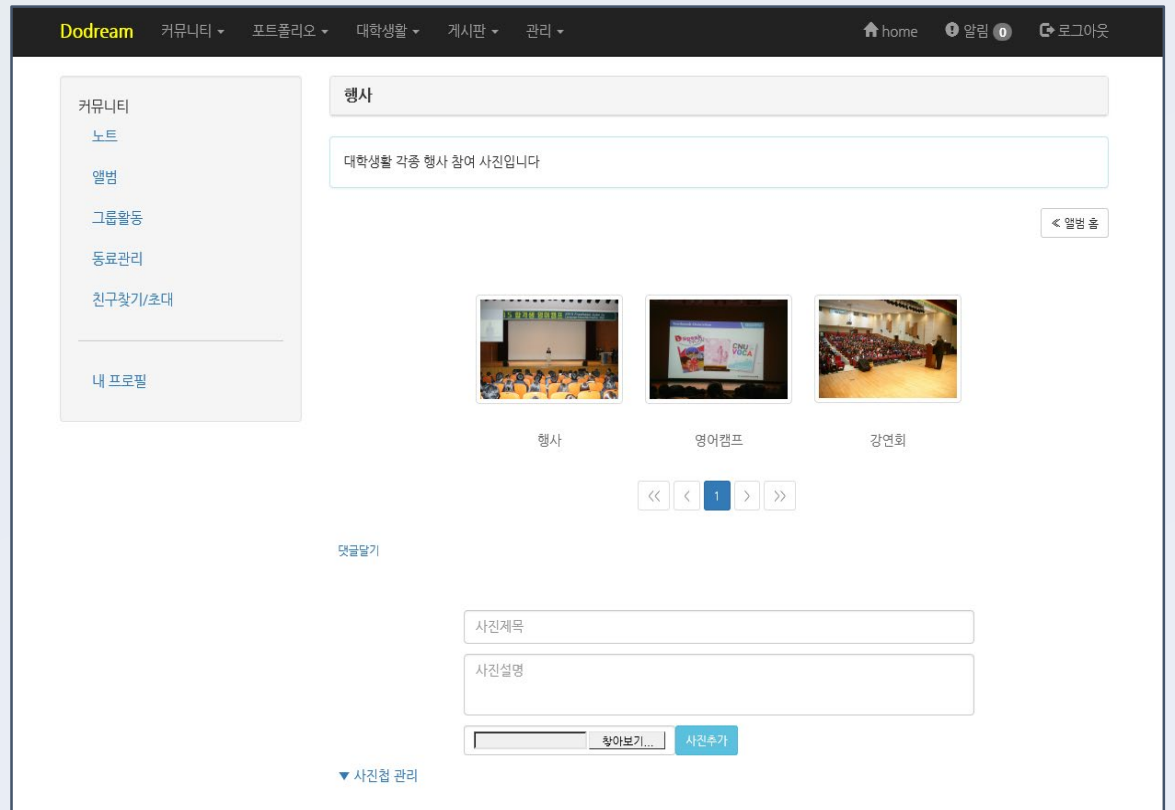 Dodream 커뮤니티 포트폴리오 대학생활 게시판 관리 home 알림 0 로그아웃
커뮤니티
노트
앨범
그룹활동
동료관리
친구찾기/초대
내 프로필
행사
대학생활 각종 행사 참여 사진입니다
≪ 앨범 홈
CNU
VOCA
행사 영어캠프 강연회
<< < 1 > >>
댓글달기
사진제목
사진설명
찾아보기... 사진추가
▼ 사진첩 관리